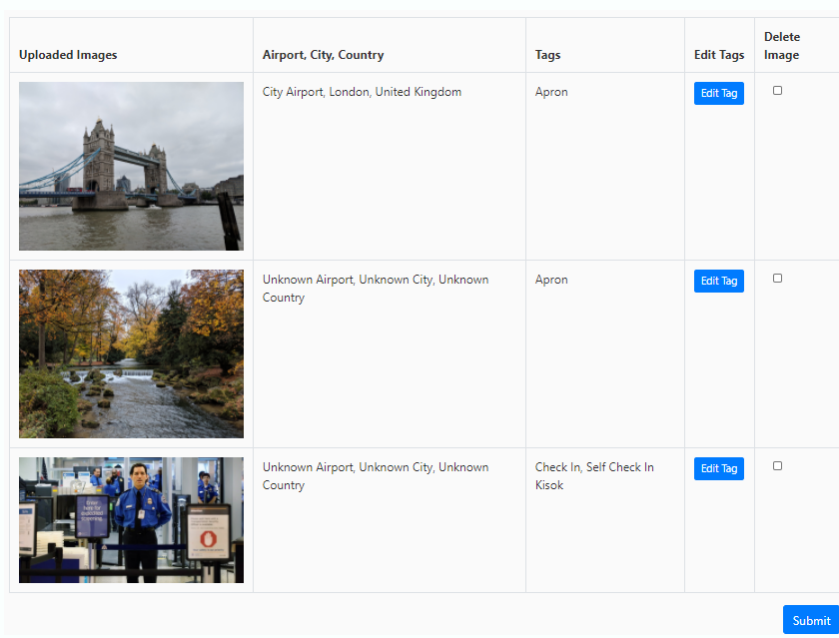 Uploaded Images
Airport, City, Country
Tags
Edit Tags
Delete
Image
City Airport, London, United Kingdom
Apron
Edit Tag
Unknown Airport, Unknown City, Unknown
Country
Apron
Edit Tag
Unknown Airport, Unknown City, Unknown
Country
Check In, Self Check In
Kisok
Edit Tag
Submit